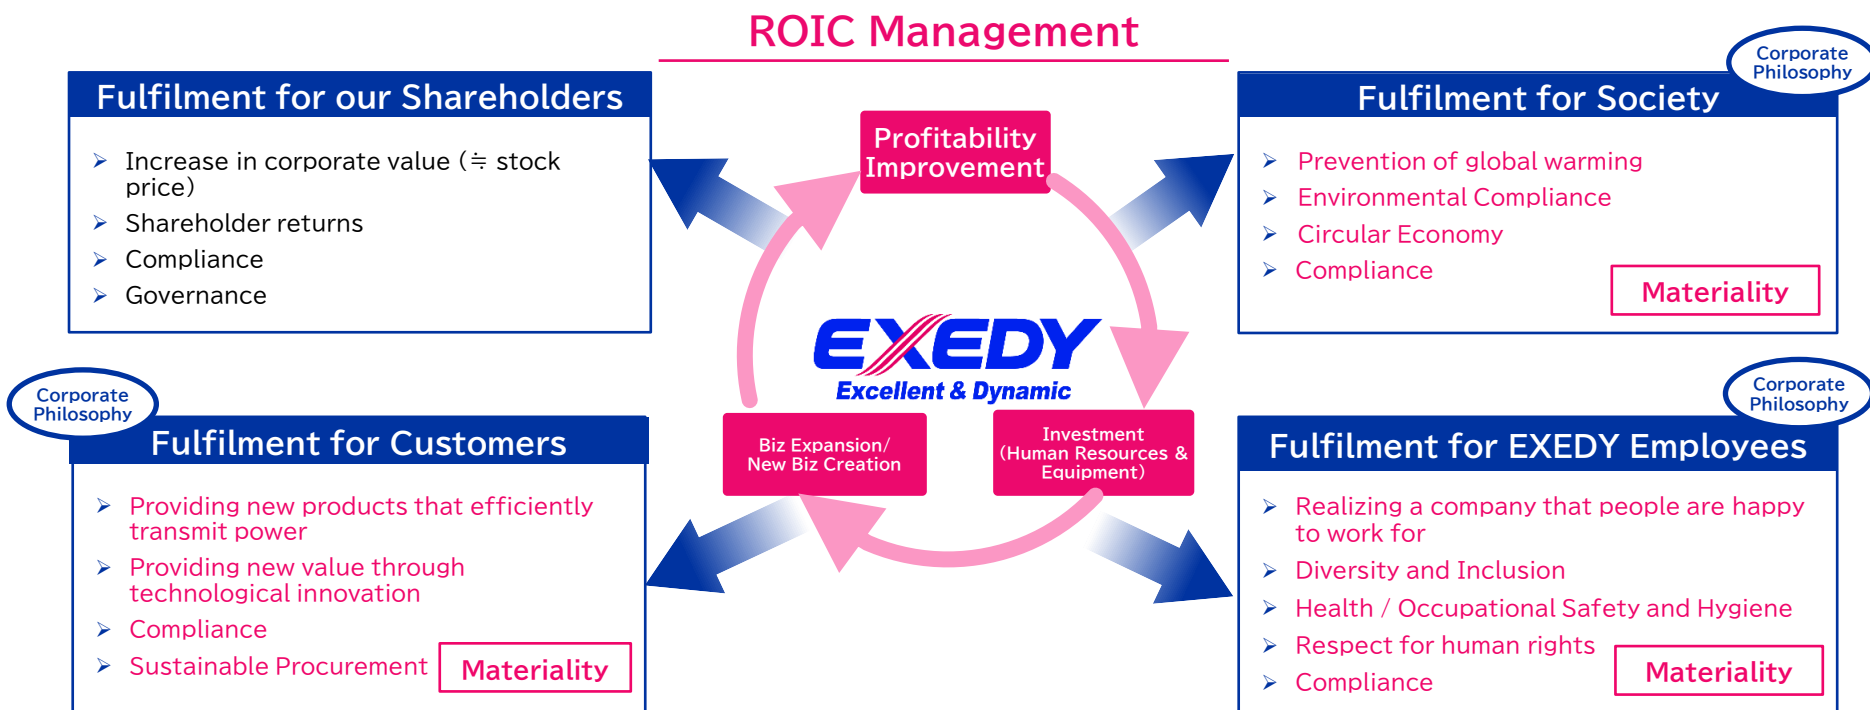 ROIC Management
Fulfilment for our Shareholders
➢ Increase in corporate value (≒ stock
price)
➢ Shareholder returns
➢ Compliance
➢ Governance
Profitability
Improvement
Corporate
Philosophy
Fulfilment for Society
➢ Prevention of global warming
➢ Environmental Compliance
➢ Circular Economy
➢ Compliance
Materiality
EXEDY
Excellent & Dynamic
Corporate
Philosophy
Fulfilment for Customers
➢ Providing new products that efficiently
transmit power
➢ Providing new value through
technological innovation
➢ Compliance
➢ Sustainable Procurement
Materiality
Biz Expansion/
New Biz Creation
Investment
(Human Resources &
Equipment)
Corporate
Philosophy
Fulfilment for EXEDY Employees
➢ Realizing a company that people are happy
to work for
➢ Diversity and Inclusion
➢ Health / Occupational Safety and Hygiene
➢ Respect for human rights
➢ Compliance
Materiality